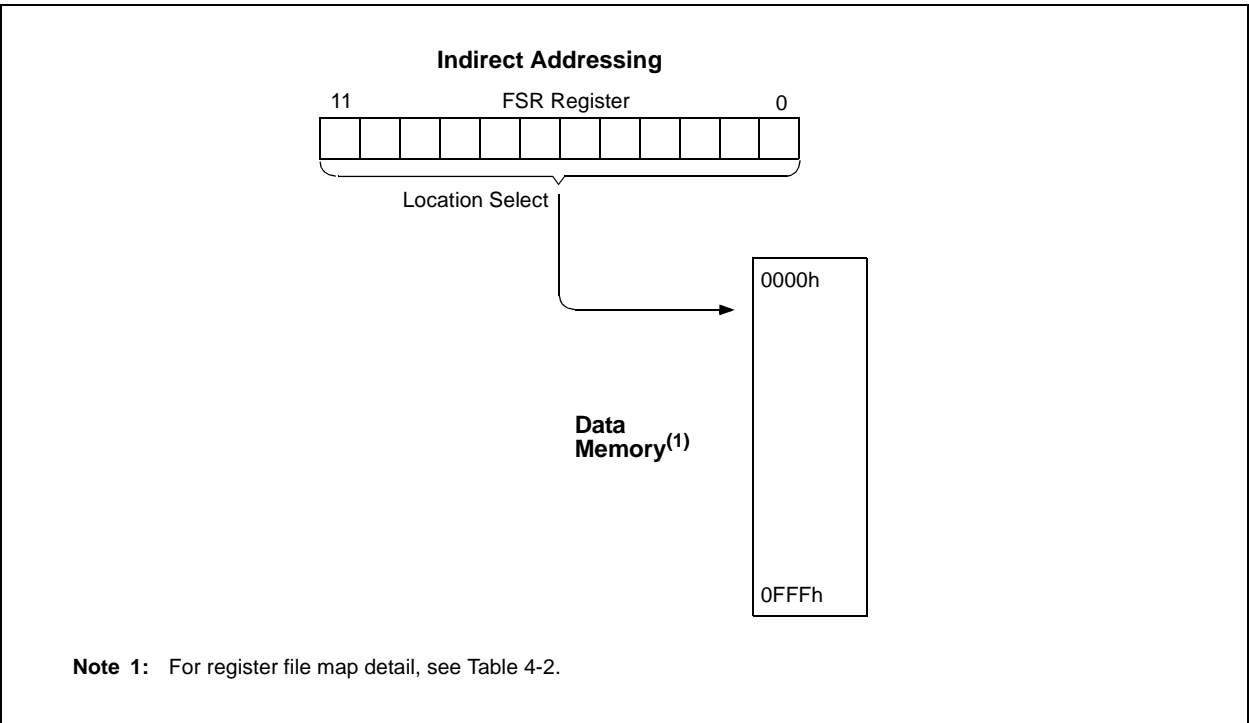 Indirect Addressing
11 FSR Register 0
Location Select
0000h
Data
Memory(1)
0FFFh
Note 1: For register file map detail, see Table 4-2.